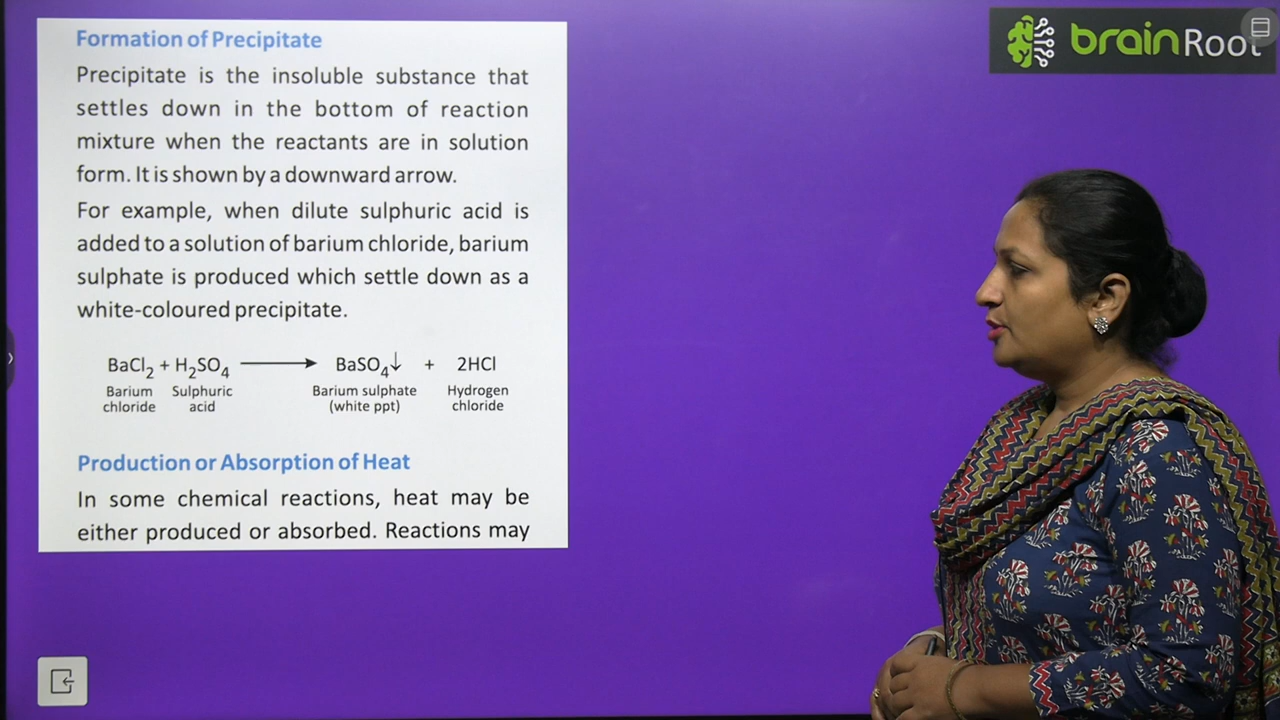 Formation of Precipitate
Precipitate is the insoluble substance that
settles down in the bottom of reaction
mixture when the reactants are in solution
form. It is shown by a downward arrow.
For example, when dilute sulphuric acid is
added to a solution of barium chloride, barium
sulphate is produced which settle down as a
white-coloured precipitate.
BaCl₂ + H₂SO₄ ⟶ BaSO₄↓ + 2HCl
Barium Sulphuric Barium sulphate Hydrogen
chloride acid (white ppt) chloride
Production or Absorption of Heat
In some chemical reactions, heat may be
either produced or absorbed. Reactions may
brainRoot